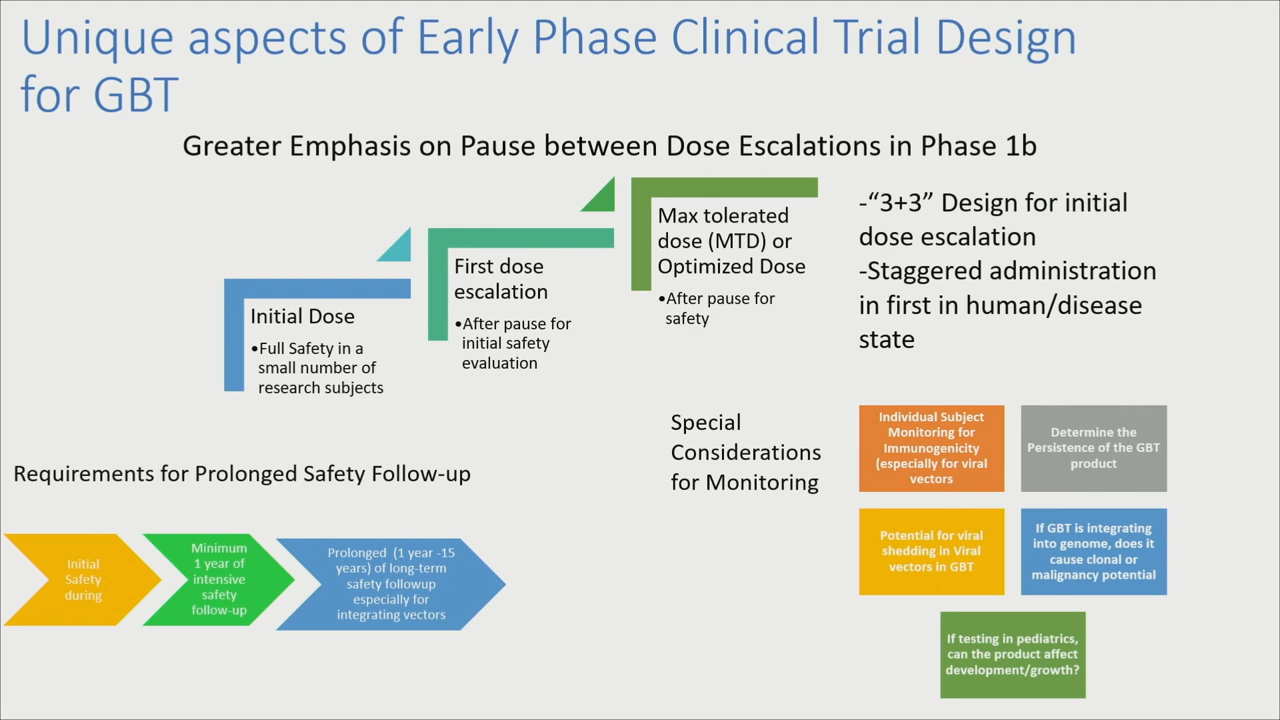 Unique aspects of Early Phase Clinical Trial Design
for GBT
Greater Emphasis on Pause between Dose Escalations in Phase 1b
Initial Dose
•Full Safety in a
small number of
research subjects
First dose
escalation
•After pause for
initial safety
evaluation
Max tolerated
dose (MTD) or
Optimized Dose
•After pause for
safety
-“3+3” Design for initial
dose escalation
-Staggered administration
in first in human/disease
state
Requirements for Prolonged Safety Follow-up
Initial
Safety
during
Minimum
1 year of
intensive
safety
follow-up
Prolonged (1 year -15
years) of long-term
safety followup
especially for
integrating vectors
Special
Considerations
for Monitoring
Individual Subject
Monitoring for
Immunogenicity
(especially for viral
vectors
Determine the
Persistence of the GBT
product
Potential for viral
shedding in Viral
vectors in GBT
If GBT is integrating
into genome, does it
cause clonal or
malignancy potential
If testing in pediatrics,
can the product affect
development/growth?